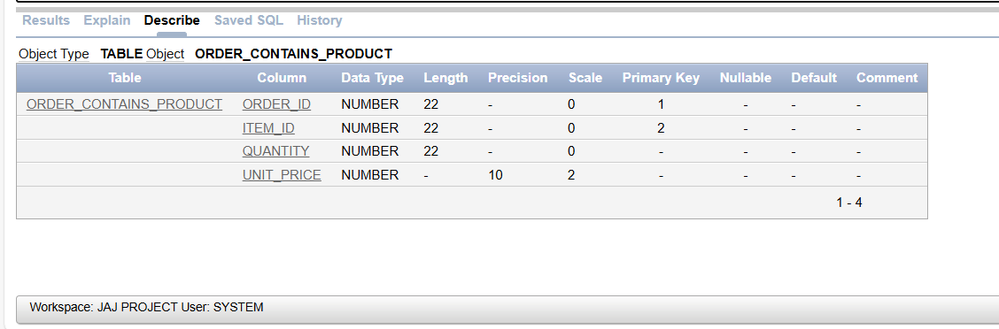 Results Explain Describe Saved SQL History
Object Type TABLE Object ORDER_CONTAINS_PRODUCT
Table Column Data Type Length Precision Scale Primary Key Nullable Default Comment
ORDER_CONTAINS_PRODUCT ORDER_ID NUMBER 22 - 0 1 - - -
ITEM_ID NUMBER 22 - 0 2 - - -
QUANTITY NUMBER 22 - 0 - - - -
UNIT_PRICE NUMBER - 10 2 - - - -
1 - 4
Workspace: JAJ PROJECT User: SYSTEM